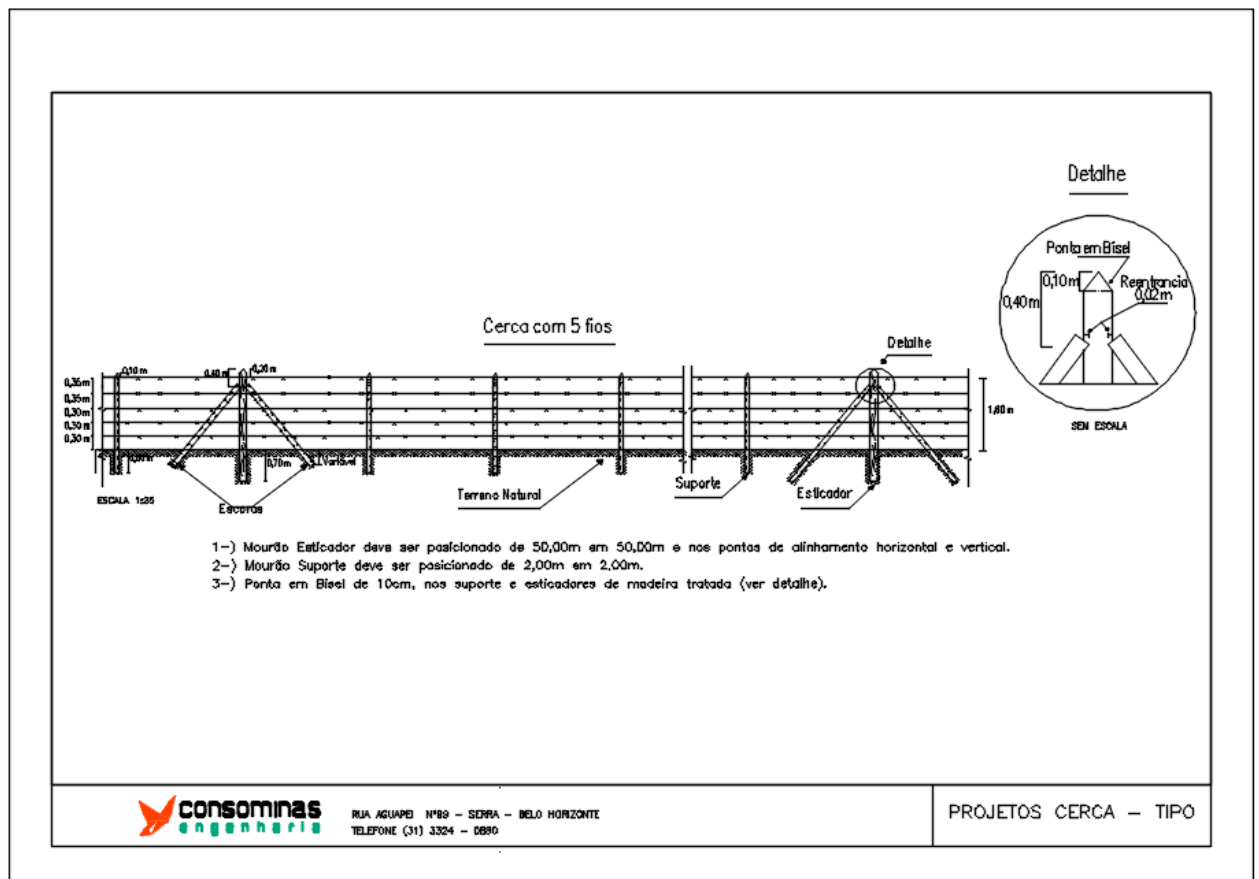 Detalhe
Ponta em Bísel
0,10m
Reentrancia
0,02m
0,40m
SEM ESCALA
Cerca com 5 fios
Detalhe
0,10m
0,40m
0,20m
0,35m
0,35m
0,30m
0,30m
0,30m
1,60m
0,70m
Variável
ESCALA 1:35
Escoras
Terreno Natural
Suporte
Esticador
1-) Mourão Esticador deve ser posicionado de 50,00m em 50,00m e nos pontas de alinhamento horizontal e vertical.
2-) Mourão Suporte deve ser posicionado de 2,00m em 2,00m.
3-) Ponta em Bisel de 10cm, nos suporte e esticadores de madeira tratada (ver detalhe).
consominas
engenharia
RUA AGUAPEI N°89 - SERRA - BELO HORIZONTE
TELEFONE (31) 3324 - 0880
PROJETOS CERCA - TIPO